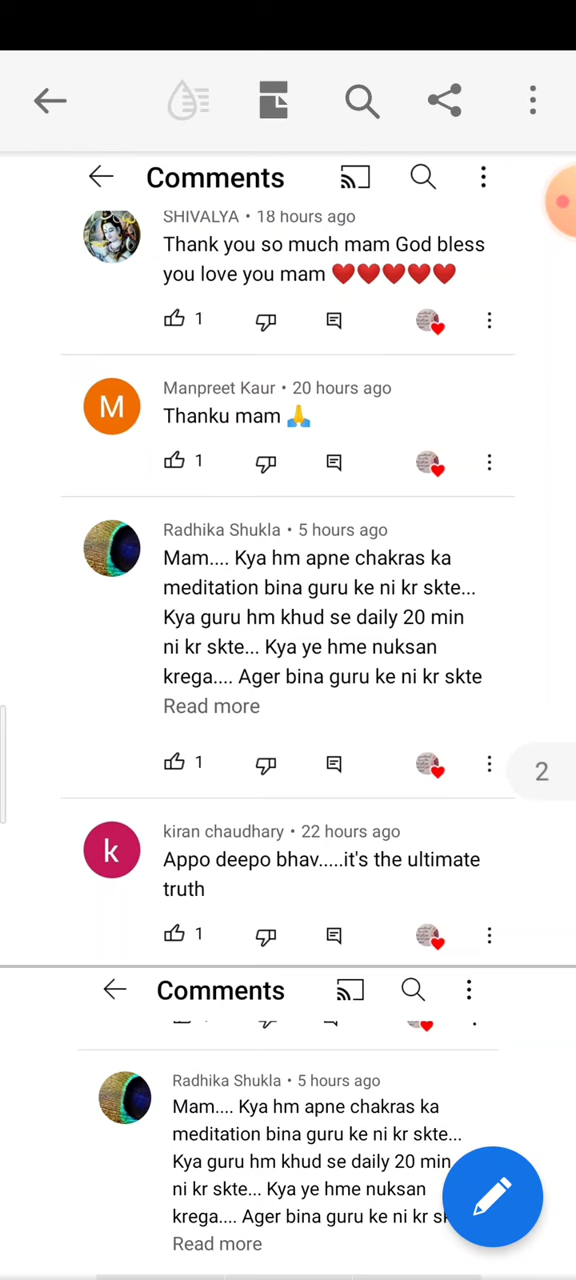 Comments
SHIVALYA • 18 hours ago
Thank you so much mam God bless
you love you mam ❤️❤️❤️❤️❤️
1
M
Manpreet Kaur • 20 hours ago
Thanku mam 🙏
1
Radhika Shukla • 5 hours ago
Mam.... Kya hm apne chakras ka
meditation bina guru ke ni kr skte...
Kya guru hm khud se daily 20 min
ni kr skte... Kya ye hme nuksan
krega.... Ager bina guru ke ni kr skte
Read more
1
2
k
kiran chaudhary • 22 hours ago
Appo deepo bhav.....it's the ultimate
truth
1
Comments
Radhika Shukla • 5 hours ago
Mam.... Kya hm apne chakras ka
meditation bina guru ke ni kr skte...
Kya guru hm khud se daily 20 min
ni kr skte... Kya ye hme nuksan
krega.... Ager bina guru ke ni kr
Read more